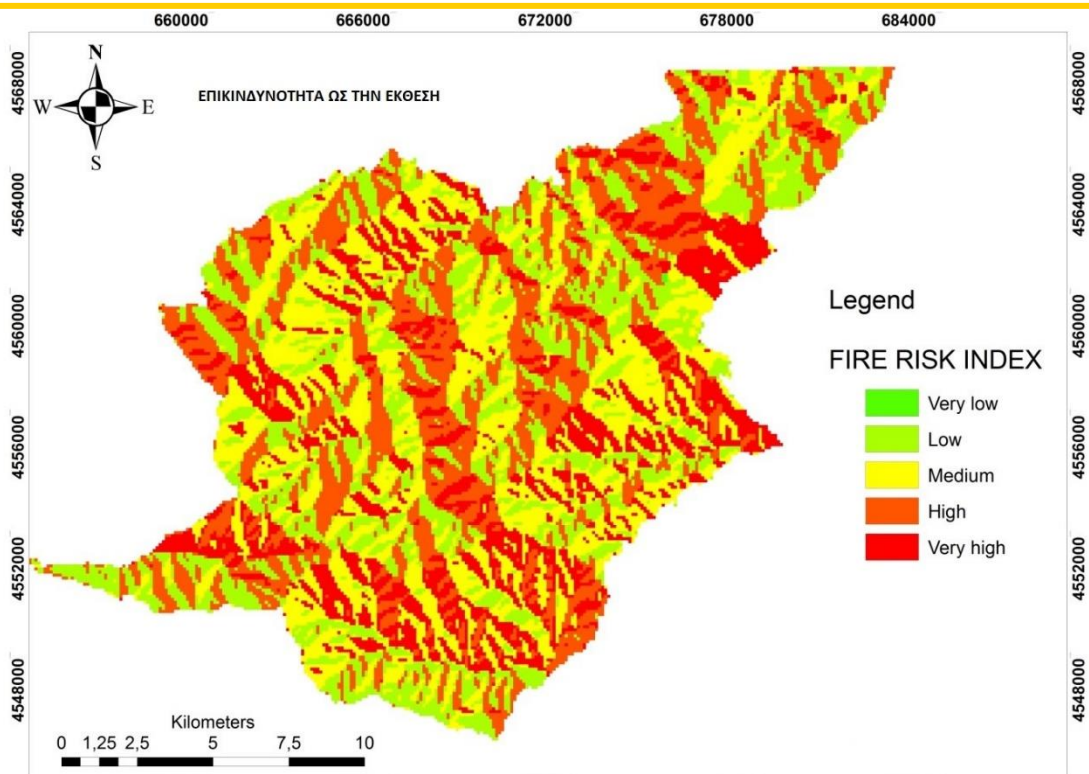 660000 666000 672000 678000 684000
N
W E
S
ΕΠΙΚΙΝΔΥΝΟΤΗΤΑ ΩΣ ΤΗΝ ΕΚΘΕΣΗ
4568000 4568000
4564000 4564000
4560000 4560000
4556000 4556000
4552000 4552000
4548000 4548000
Legend
FIRE RISK INDEX
Very low
Low
Medium
High
Very high
Kilometers
0 1,25 2,5 5 7,5 10